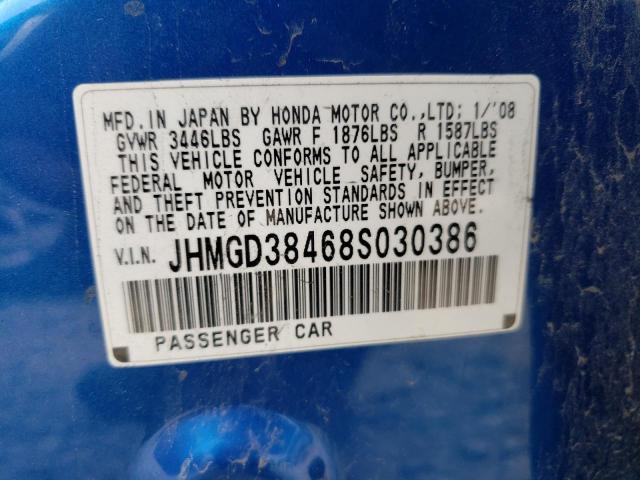 MFD. IN JAPAN BY HONDA MOTOR CO.,LTD; 1/'08
GVWR 3446LBS GAWR F 1876LBS R 1587LBS
THIS VEHICLE CONFORMS TO ALL APPLICABLE
FEDERAL MOTOR VEHICLE SAFETY, BUMPER,
AND THEFT PREVENTION STANDARDS IN EFFECT
ON THE DATE OF MANUFACTURE SHOWN ABOVE.
V.I.N. JHMGD38468S030386
PASSENGER CAR